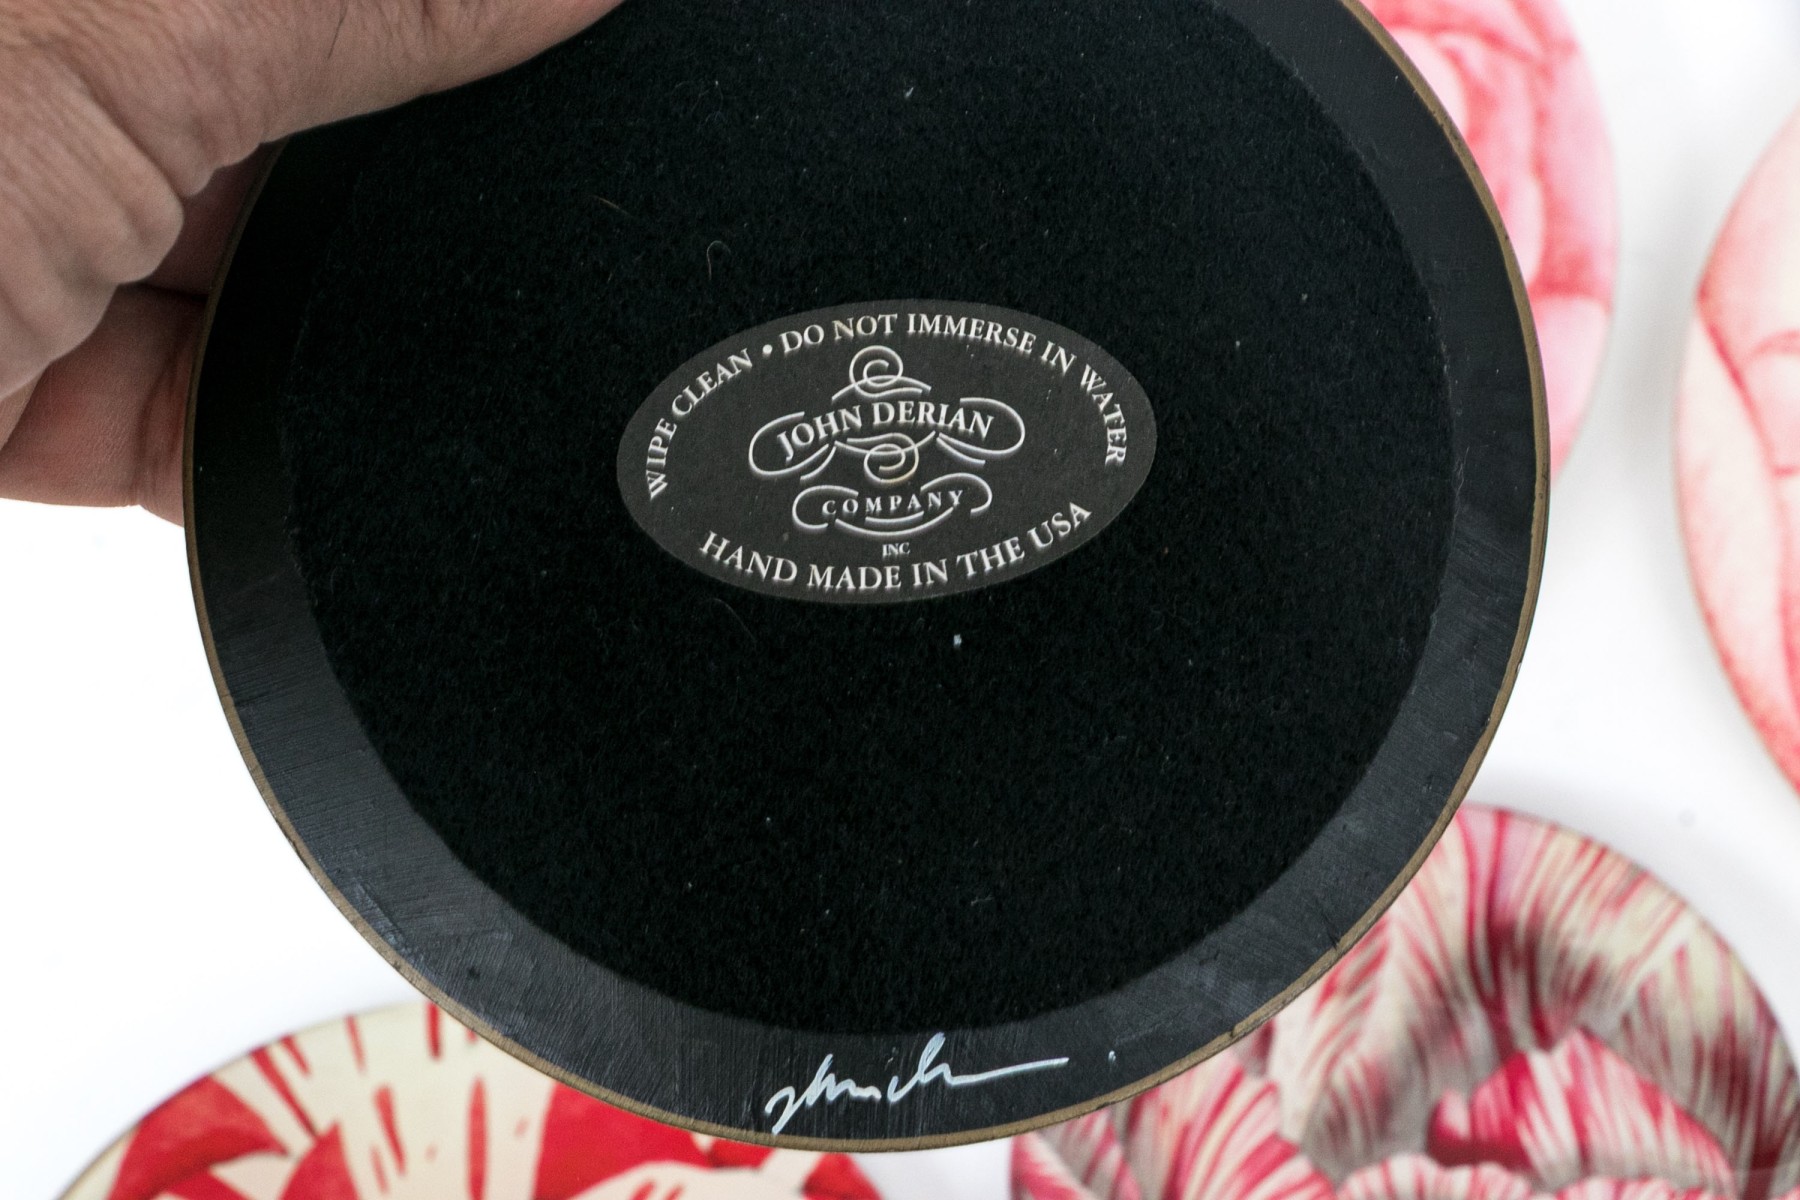 WIPE CLEAN • DO NOT IMMERSE IN WATER
JOHN DERIAN
COMPANY
INC
HAND MADE IN THE USA